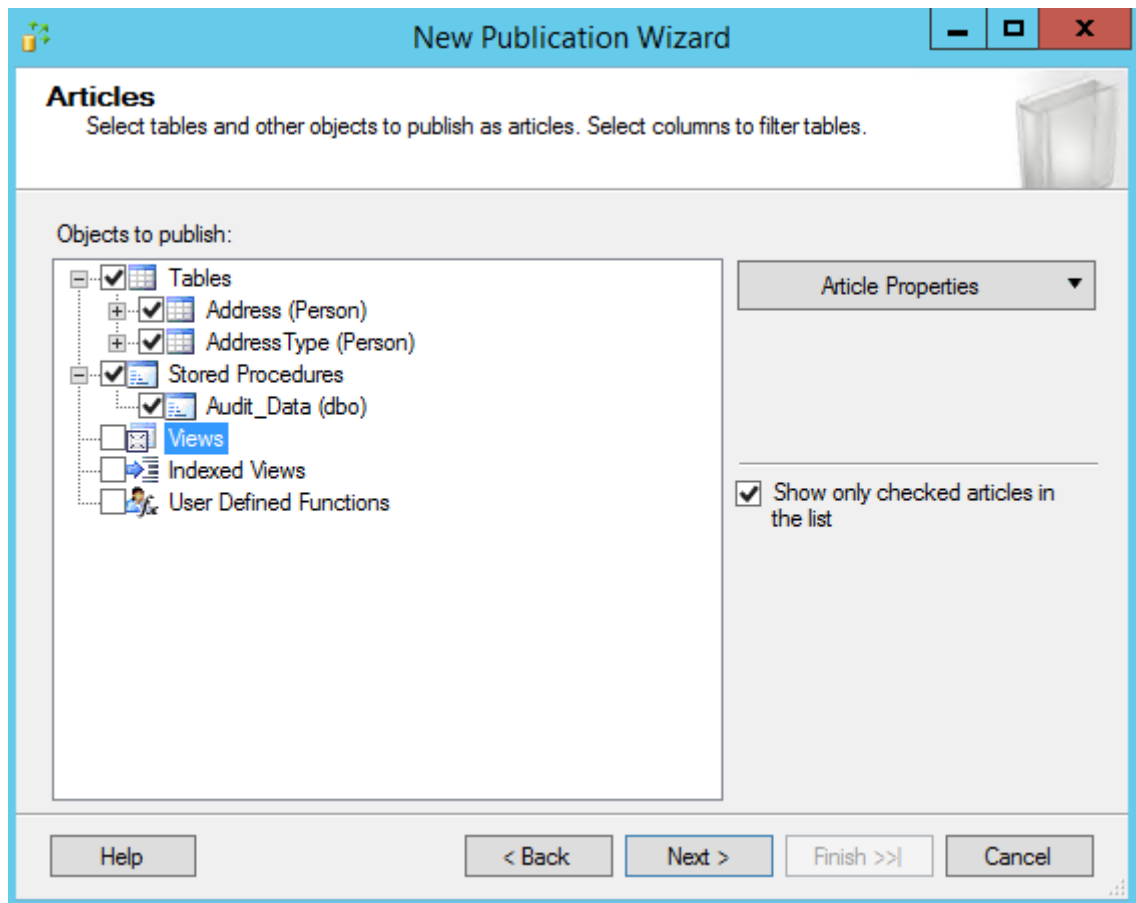 New Publication Wizard
Articles
Select tables and other objects to publish as articles. Select columns to filter tables.
Objects to publish:
Tables
Address (Person)
AddressType (Person)
Stored Procedures
Audit_Data (dbo)
Views
Indexed Views
User Defined Functions
Article Properties
Show only checked articles in
the list
Help
< Back
Next >
Finish >>|
Cancel